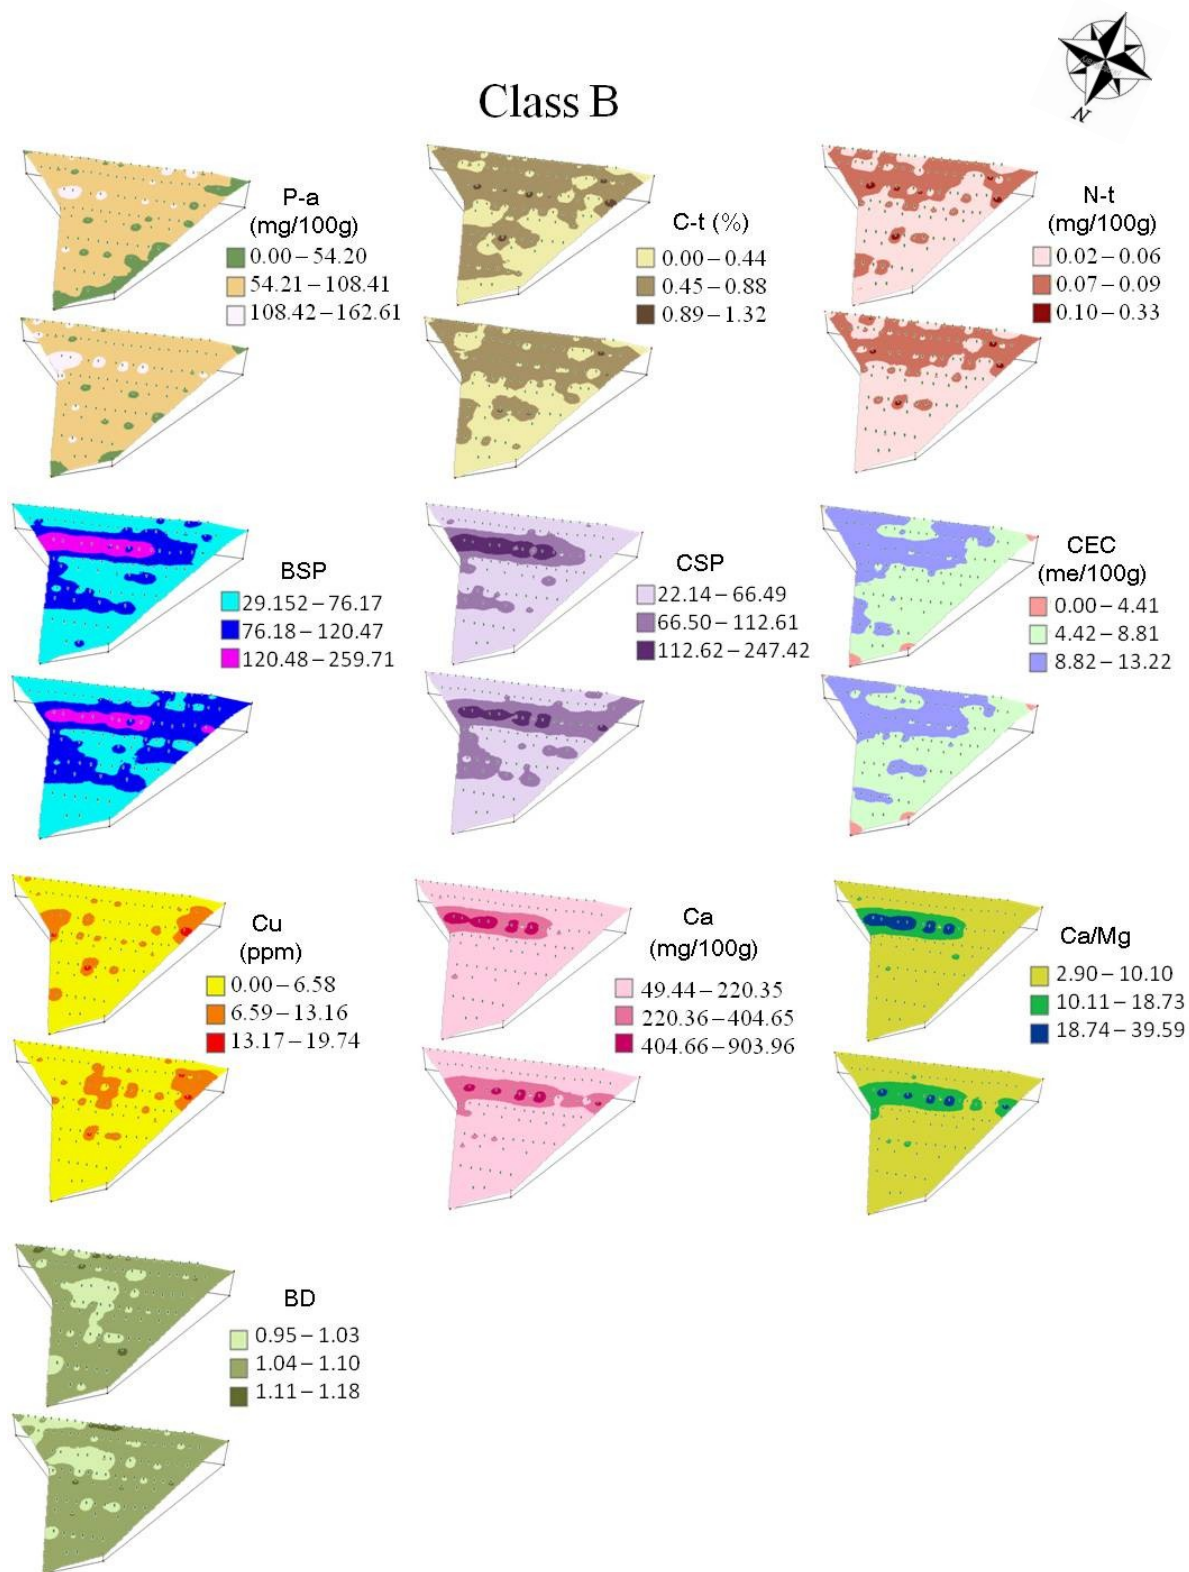 Class B
N
P-a
(mg/100g)
0.00 – 54.20
54.21 – 108.41
108.42 – 162.61
C-t (%)
0.00 – 0.44
0.45 – 0.88
0.89 – 1.32
N-t
(mg/100g)
0.02 – 0.06
0.07 – 0.09
0.10 – 0.33
BSP
29.152 – 76.17
76.18 – 120.47
120.48 – 259.71
CSP
22.14 – 66.49
66.50 – 112.61
112.62 – 247.42
CEC
(me/100g)
0.00 – 4.41
4.42 – 8.81
8.82 – 13.22
Cu
(ppm)
0.00 – 6.58
6.59 – 13.16
13.17 – 19.74
Ca
(mg/100g)
49.44 – 220.35
220.36 – 404.65
404.66 – 903.96
Ca/Mg
2.90 – 10.10
10.11 – 18.73
18.74 – 39.59
BD
0.95 – 1.03
1.04 – 1.10
1.11 – 1.18